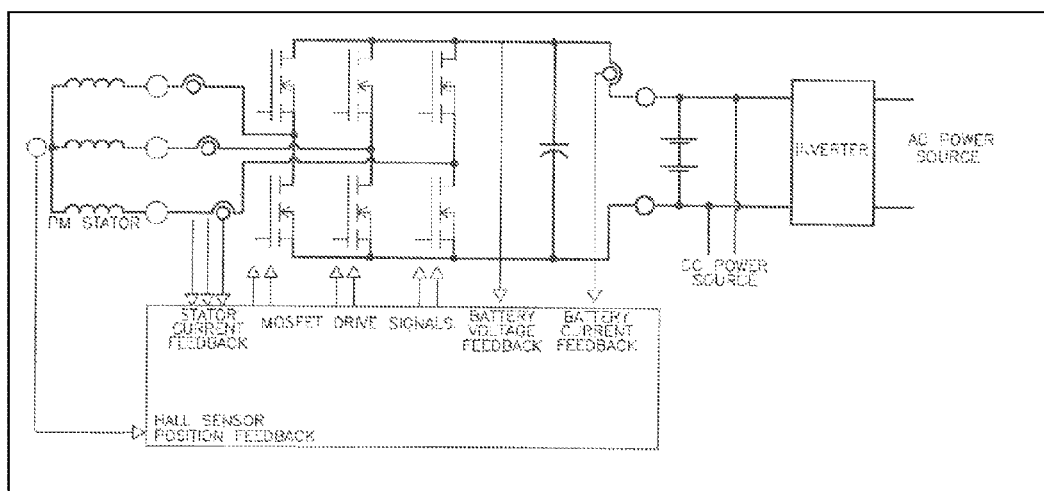 PM STATOR
INVERTER
AC POWER
SOURCE
DC POWER
SOURCE
STATOR
CURRENT
FEEDBACK
MOSFET DRIVE SIGNALS
BATTERY
VOLTAGE
FEEDBACK
BATTERY
CURRENT
FEEDBACK
HALL SENSOR
POSITION FEEDBACK